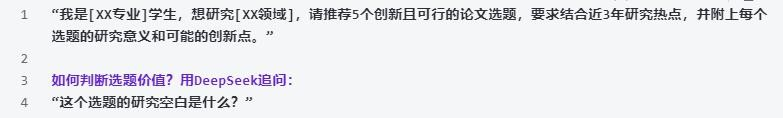 1 “我是[XX专业]学生，想研究[XX领域]，请推荐5个创新且可行的论文选题，要求结合近3年研究热点，并附上每个
选题的研究意义和可能的创新点。”
2
3 如何判断选题价值？用DeepSeek追问：
4 “这个选题的研究空白是什么？”